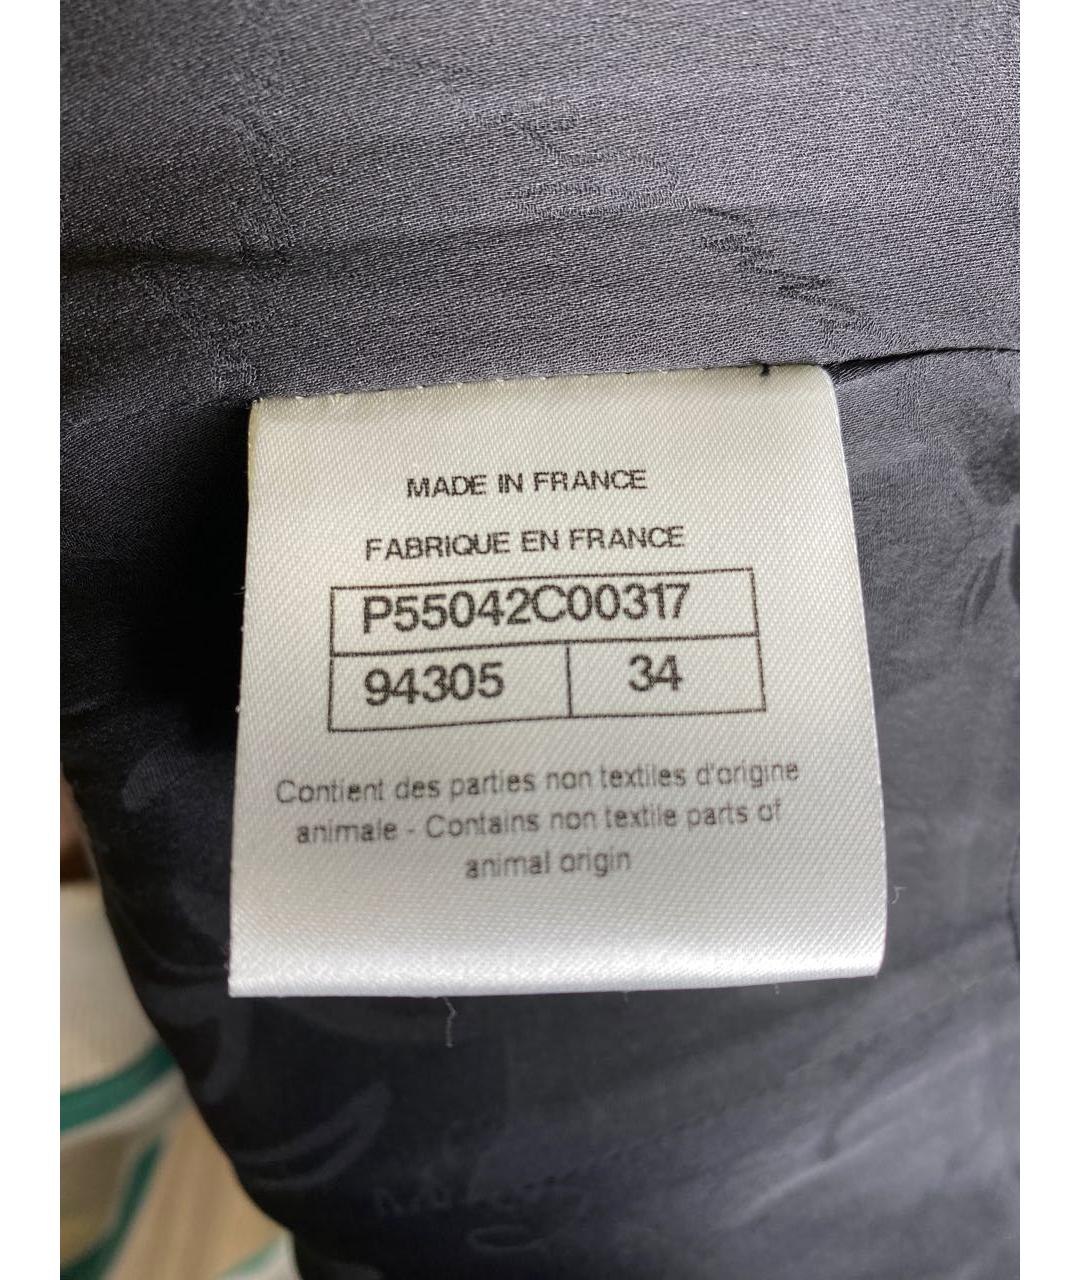 MADE IN FRANCE
FABRIQUE EN FRANCE
P55042C00317
94305 34
Contient des parties non textiles d'origine
animale - Contains non textile parts of
animal origin